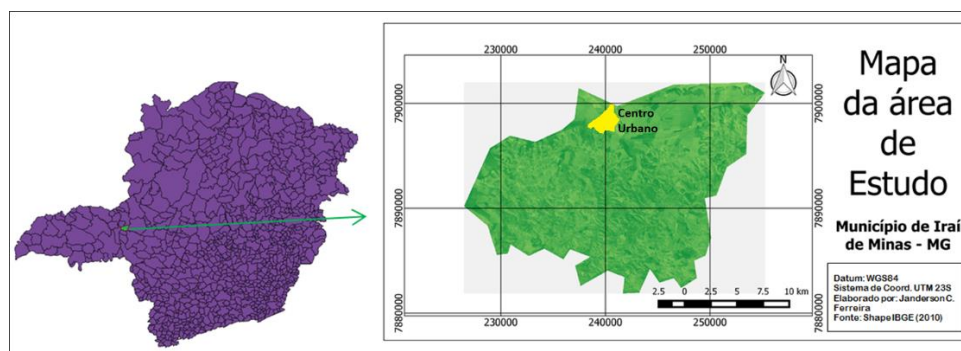 230000 240000 250000
N
7900000
7900000
Centro
Urbano
7890000
7890000
2.5 0 2.5 5 7.5 10 km
7880000
7880000
230000 240000 250000
Mapa
da área
de
Estudo
Município de Iraí
de Minas - MG
Datum: WGS84
Sistema de Coord. UTM 23S
Elaborado por: Janderson C.
Ferreira
Fonte: Shape IBGE (2010)